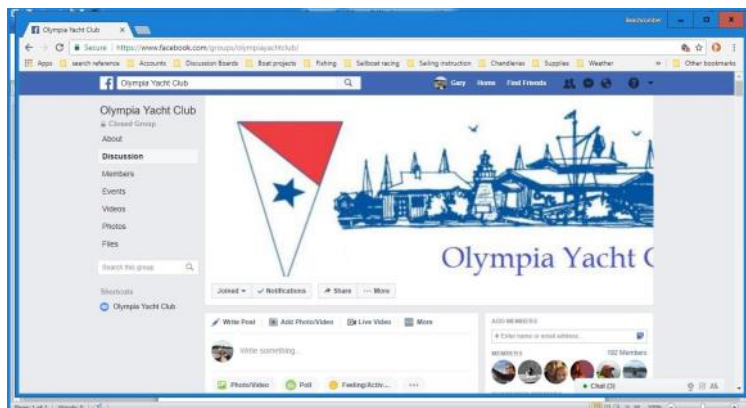 Olympia Yacht Club
Beachcomber
Secure https://www.facebook.com/groups/olympiayachtclub/
Apps search reference Accounts Discussion Boards Boat projects Fishing Sailboat racing Sailing instruction Chandleries Supplies Weather » Other bookmarks
Olympia Yacht Club Gary Home Find Friends
Olympia Yacht Club
Closed Group
About
Discussion
Members
Events
Videos
Photos
Files
Search this group
Shortcuts
Olympia Yacht Club
Olympia Yacht C
Joined Notifications Share More
Write Post Add Photo/Video Live Video More
Write something...
Photo/Video Poll Feeling/Activ...
ADD MEMBERS
+ Enter name or email address...
MEMBERS 192 Members
Chat (3)